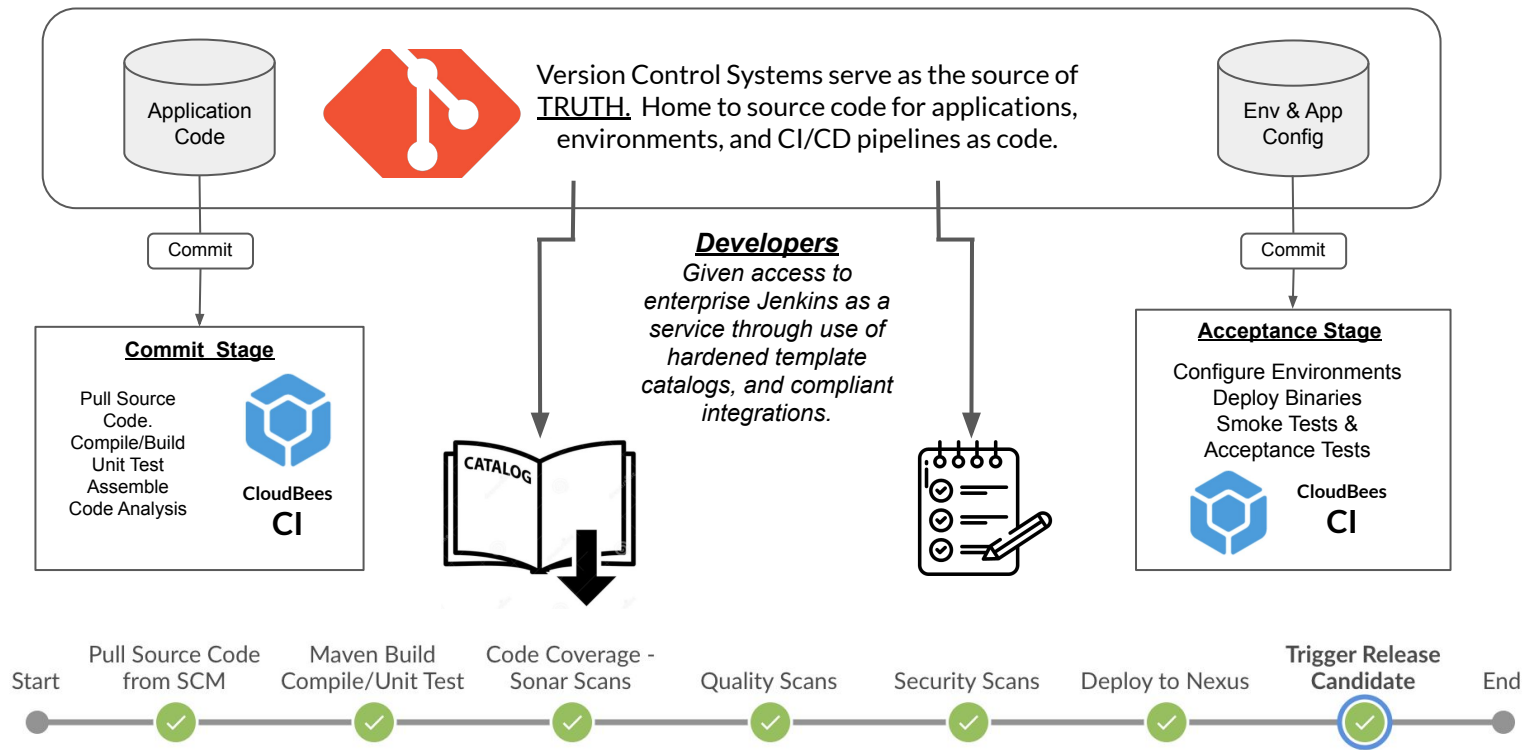 Application
Code
Version Control Systems serve as the source of
TRUTH. Home to source code for applications,
environments, and CI/CD pipelines as code.
Env & App
Config
Commit
Commit
Developers
Given access to
enterprise Jenkins as a
service through use of
hardened template
catalogs, and compliant
integrations.
Commit Stage
Pull Source
Code.
Compile/Build
Unit Test
Assemble
Code Analysis
CloudBees
CI
CATALOG
Acceptance Stage
Configure Environments
Deploy Binaries
Smoke Tests &
Acceptance Tests
CloudBees
CI
Start
Pull Source Code
from SCM
Maven Build
Compile/Unit Test
Code Coverage -
Sonar Scans
Quality Scans
Security Scans
Deploy to Nexus
Trigger Release
Candidate
End